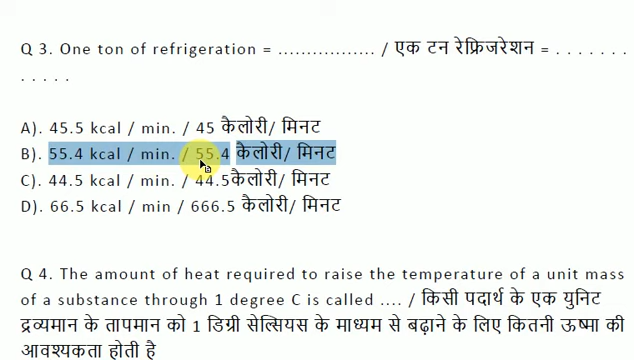 Q 3. One ton of refrigeration = ................. / एक टन रेफ्रिजरेशन = . . . . . . .
. . . . .
A). 45.5 kcal / min. / 45 कैलोरी/ मिनट
B). 55.4 kcal / min. / 55.4 कैलोरी/ मिनट
C). 44.5 kcal / min. / 44.5कैलोरी/ मिनट
D). 66.5 kcal / min / 666.5 कैलोरी/ मिनट
Q 4. The amount of heat required to raise the temperature of a unit mass
of a substance through 1 degree C is called .... / किसी पदार्थ के एक युनिट
द्रव्यमान के तापमान को 1 डिग्री सेल्सियस के माध्यम से बढ़ाने के लिए कितनी ऊष्मा की
आवश्यकता होती है